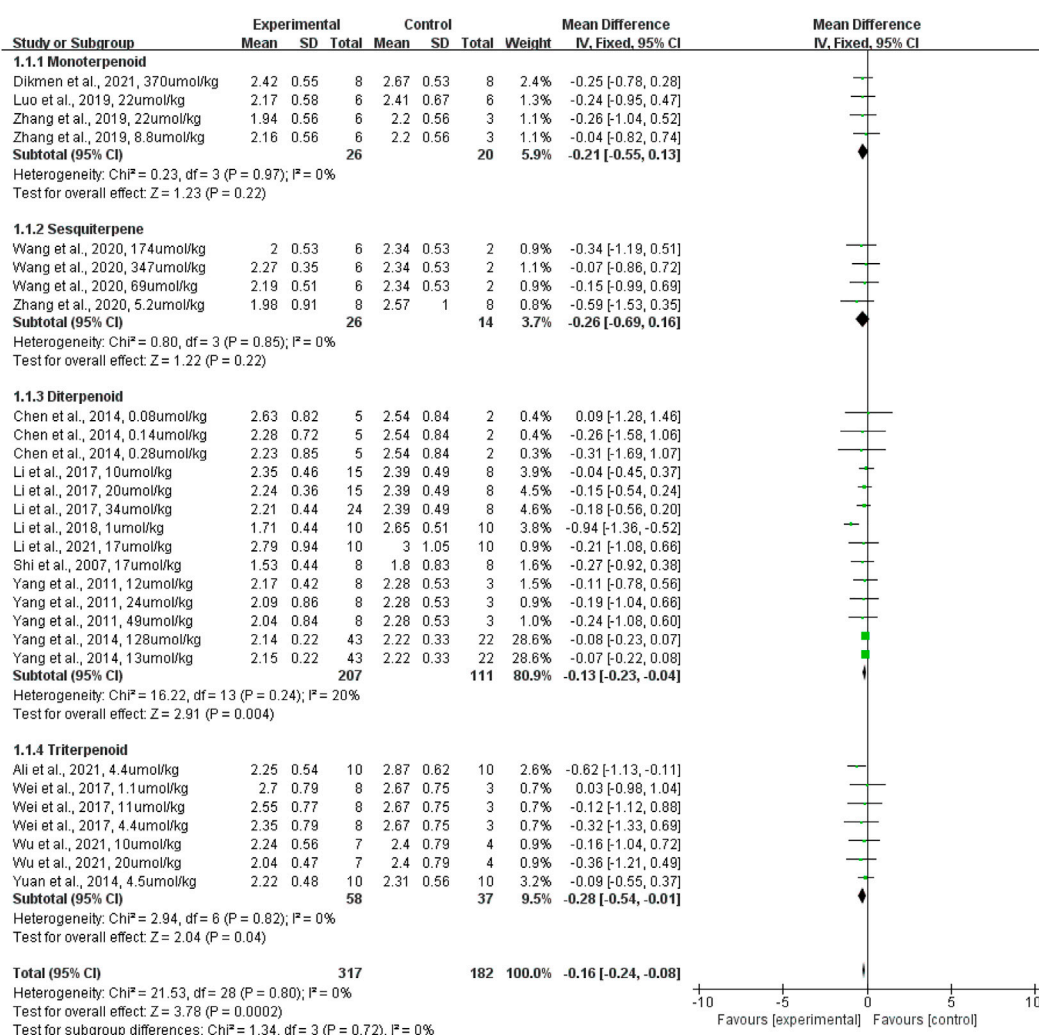 Experimental Control Mean Difference Mean Difference
Study or Subgroup Mean SD Total Mean SD Total Weight IV, Fixed, 95% CI IV, Fixed, 95% CI
1.1.1 Monoterpenoid
Dikmen et al., 2021, 370umol/kg 2.42 0.55 8 2.67 0.53 8 2.4% -0.25 [-0.78, 0.28]
Luo et al., 2019, 22umol/kg 2.17 0.58 6 2.41 0.67 6 1.3% -0.24 [-0.95, 0.47]
Zhang et al., 2019, 22umol/kg 1.94 0.56 6 2.2 0.56 3 1.1% -0.26 [-1.04, 0.52]
Zhang et al., 2019, 8.8umol/kg 2.16 0.56 6 2.2 0.56 3 1.1% -0.04 [-0.82, 0.74]
Subtotal (95% CI) 26 20 5.9% -0.21 [-0.55, 0.13]
Heterogeneity: Chi² = 0.23, df = 3 (P = 0.97); I² = 0%
Test for overall effect: Z = 1.23 (P = 0.22)
1.1.2 Sesquiterpene
Wang et al., 2020, 174umol/kg 2 0.53 6 2.34 0.53 2 0.9% -0.34 [-1.19, 0.51]
Wang et al., 2020, 347umol/kg 2.27 0.35 6 2.34 0.53 2 1.1% -0.07 [-0.86, 0.72]
Wang et al., 2020, 69umol/kg 2.19 0.51 6 2.34 0.53 2 0.9% -0.15 [-0.99, 0.69]
Zhang et al., 2020, 5.2umol/kg 1.98 0.91 8 2.57 1 8 0.8% -0.59 [-1.53, 0.35]
Subtotal (95% CI) 26 14 3.7% -0.26 [-0.69, 0.16]
Heterogeneity: Chi² = 0.80, df = 3 (P = 0.85); I² = 0%
Test for overall effect: Z = 1.22 (P = 0.22)
1.1.3 Diterpenoid
Chen et al., 2014, 0.08umol/kg 2.63 0.82 5 2.54 0.84 2 0.4% 0.09 [-1.28, 1.46]
Chen et al., 2014, 0.14umol/kg 2.28 0.72 5 2.54 0.84 2 0.4% -0.26 [-1.58, 1.06]
Chen et al., 2014, 0.28umol/kg 2.23 0.85 5 2.54 0.84 2 0.3% -0.31 [-1.69, 1.07]
Li et al., 2017, 10umol/kg 2.35 0.46 15 2.39 0.49 8 3.9% -0.04 [-0.45, 0.37]
Li et al., 2017, 20umol/kg 2.24 0.36 15 2.39 0.49 8 4.5% -0.15 [-0.54, 0.24]
Li et al., 2017, 34umol/kg 2.21 0.44 24 2.39 0.49 8 4.6% -0.18 [-0.56, 0.20]
Li et al., 2018, 1umol/kg 1.71 0.44 10 2.65 0.51 10 3.8% -0.94 [-1.36, -0.52]
Li et al., 2021, 17umol/kg 2.79 0.94 10 3 1.05 10 0.9% -0.21 [-1.08, 0.66]
Shi et al., 2007, 17umol/kg 1.53 0.44 8 1.8 0.83 8 1.6% -0.27 [-0.92, 0.38]
Yang et al., 2011, 12umol/kg 2.17 0.42 8 2.28 0.53 3 1.5% -0.11 [-0.78, 0.56]
Yang et al., 2011, 24umol/kg 2.09 0.86 8 2.28 0.53 3 0.9% -0.19 [-1.04, 0.66]
Yang et al., 2011, 49umol/kg 2.04 0.84 8 2.28 0.53 3 1.0% -0.24 [-1.08, 0.60]
Yang et al., 2014, 128umol/kg 2.14 0.22 43 2.22 0.33 22 28.6% -0.08 [-0.23, 0.07]
Yang et al., 2014, 13umol/kg 2.15 0.22 43 2.22 0.33 22 28.6% -0.07 [-0.22, 0.08]
Subtotal (95% CI) 207 111 80.9% -0.13 [-0.23, -0.04]
Heterogeneity: Chi² = 16.22, df = 13 (P = 0.24); I² = 20%
Test for overall effect: Z = 2.91 (P = 0.004)
1.1.4 Triterpenoid
Ali et al., 2021, 4.4umol/kg 2.25 0.54 10 2.87 0.62 10 2.6% -0.62 [-1.13, -0.11]
Wei et al., 2017, 1.1umol/kg 2.7 0.79 8 2.67 0.75 3 0.7% 0.03 [-0.98, 1.04]
Wei et al., 2017, 11umol/kg 2.55 0.77 8 2.67 0.75 3 0.7% -0.12 [-1.12, 0.88]
Wei et al., 2017, 4.4umol/kg 2.35 0.79 8 2.67 0.75 3 0.7% -0.32 [-1.33, 0.69]
Wu et al., 2021, 10umol/kg 2.24 0.56 7 2.4 0.79 4 0.9% -0.16 [-1.04, 0.72]
Wu et al., 2021, 20umol/kg 2.04 0.47 7 2.4 0.79 4 0.9% -0.36 [-1.21, 0.49]
Yuan et al., 2014, 4.5umol/kg 2.22 0.48 10 2.31 0.56 10 3.2% -0.09 [-0.55, 0.37]
Subtotal (95% CI) 58 37 9.5% -0.28 [-0.54, -0.01]
Heterogeneity: Chi² = 2.94, df = 6 (P = 0.82); I² = 0%
Test for overall effect: Z = 2.04 (P = 0.04)
Total (95% CI) 317 182 100.0% -0.16 [-0.24, -0.08]
Heterogeneity: Chi² = 21.53, df = 28 (P = 0.80); I² = 0%
Test for overall effect: Z = 3.78 (P = 0.0002)
Test for subgroup differences: Chi² = 1.34, df = 3 (P = 0.72), I² = 0%
-10 -5 0 5 10
Favours [experimental] Favours [control]